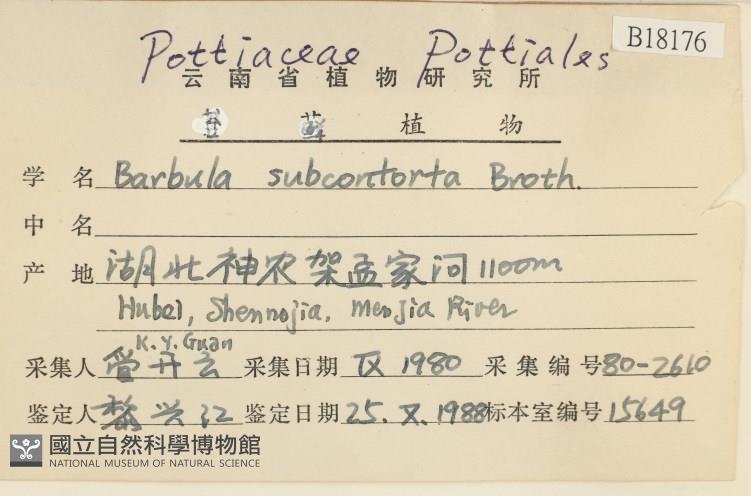 B18176
Pottiaceae Pottiales
云南省植物研究所
苔藓植物
学名 Barbula subcontorta Broth.
中名
产地 湖北神农架孟家河 1100m
Hubei, Shennojia, Menjia River
K.Y.Guan
采集人 管开云 采集日期 IX 1980 采集编号 80-2610
鉴定人 黎兴江 鉴定日期 25.X.1988 标本室编号 15649
國立自然科學博物館
NATIONAL MUSEUM OF NATURAL SCIENCE